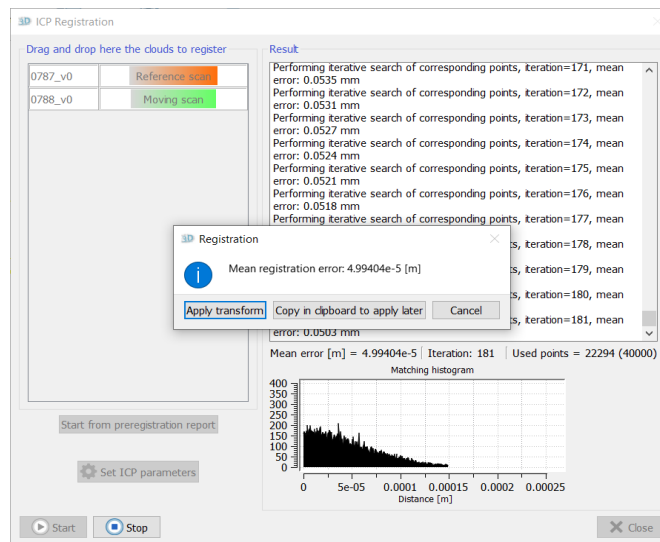 3D ICP Registration
Drag and drop here the clouds to register
0787_v0 Reference scan
0788_v0 Moving scan
Start from preregistration report
Set ICP parameters
Start
Stop
Result
Performing iterative search of corresponding points, iteration=171, mean
error: 0.0535 mm
Performing iterative search of corresponding points, iteration=172, mean
error: 0.0531 mm
Performing iterative search of corresponding points, iteration=173, mean
error: 0.0527 mm
Performing iterative search of corresponding points, iteration=174, mean
error: 0.0524 mm
Performing iterative search of corresponding points, iteration=175, mean
error: 0.0521 mm
Performing iterative search of corresponding points, iteration=176, mean
error: 0.0518 mm
Performing iterative search of corresponding points, iteration=177, mean
ts, iteration=178, mean
ts, iteration=179, mean
ts, iteration=180, mean
ts, iteration=181, mean
error: 0.0503 mm
3D Registration
i
Mean registration error: 4.99404e-5 [m]
Apply transform
Copy in clipboard to apply later
Cancel
Mean error [m] = 4.99404e-5 Iteration: 181 Used points = 22294 (40000)
Matching histogram
400
350
300
250
200
150
100
50
0
0 5e-05 0.0001 0.00015 0.0002 0.00025
Distance [m]
Close